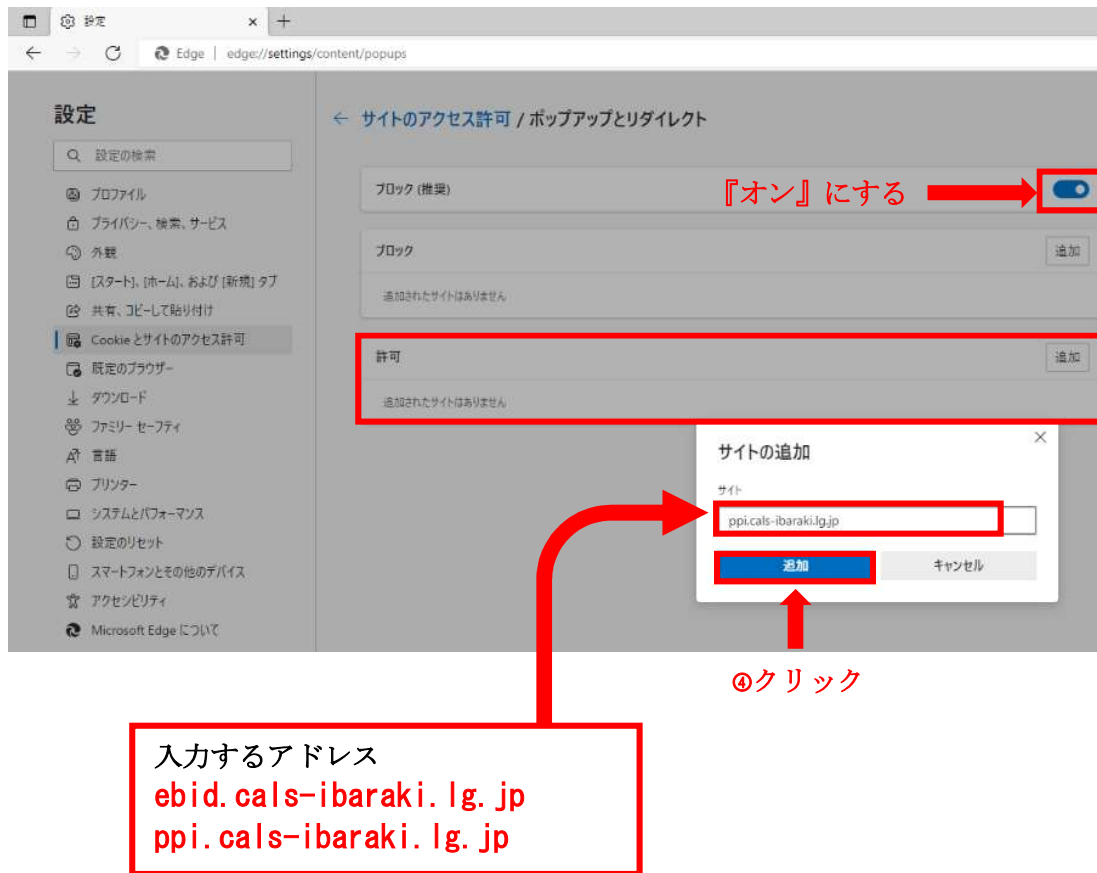 設定
Edge | edge://settings/content/popups
設定
設定の検索
プロファイル
プライバシー、検索、サービス
外観
[スタート]、[ホーム]、および [新規] タブ
共有、コピーして貼り付け
Cookie とサイトのアクセス許可
既定のブラウザー
ダウンロード
ファミリー セーフティ
言語
プリンター
システムとパフォーマンス
設定のリセット
スマートフォンとその他のデバイス
アクセシビリティ
Microsoft Edge について
サイトのアクセス許可 / ポップアップとリダイレクト
ブロック (推奨)
『オン』にする
ブロック
追加
追加されたサイトはありません
許可
追加
追加されたサイトはありません
サイトの追加
サイト
ppi.cals-ibaraki.lg.jp
追加
キャンセル
④クリック
入力するアドレス
ebid.cals-ibaraki.lg.jp
ppi.cals-ibaraki.lg.jp